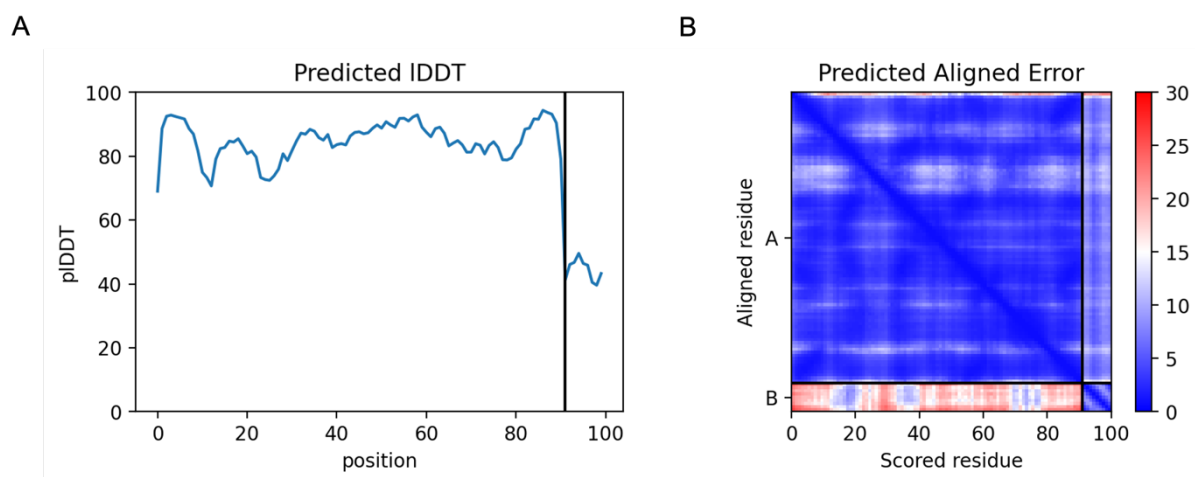 A
B
Predicted lDDT
plDDT
100
80
60
40
20
0
0 20 40 60 80 100
position
Predicted Aligned Error
Aligned residue
A
B
0 20 40 60 80 100
Scored residue
30
25
20
15
10
5
0